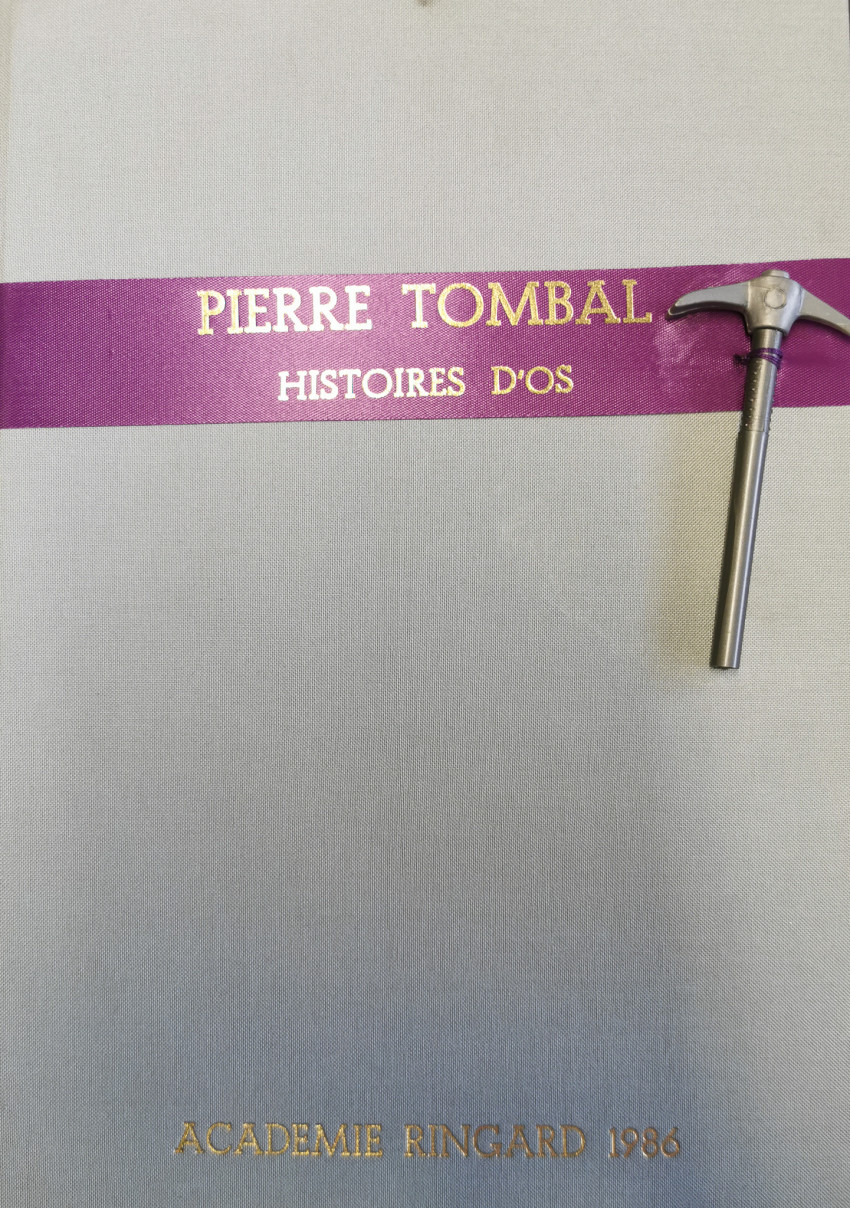 PIERRE TOMBAL
HISTOIRES D'OS
ACADEMIE RINGARD 1986